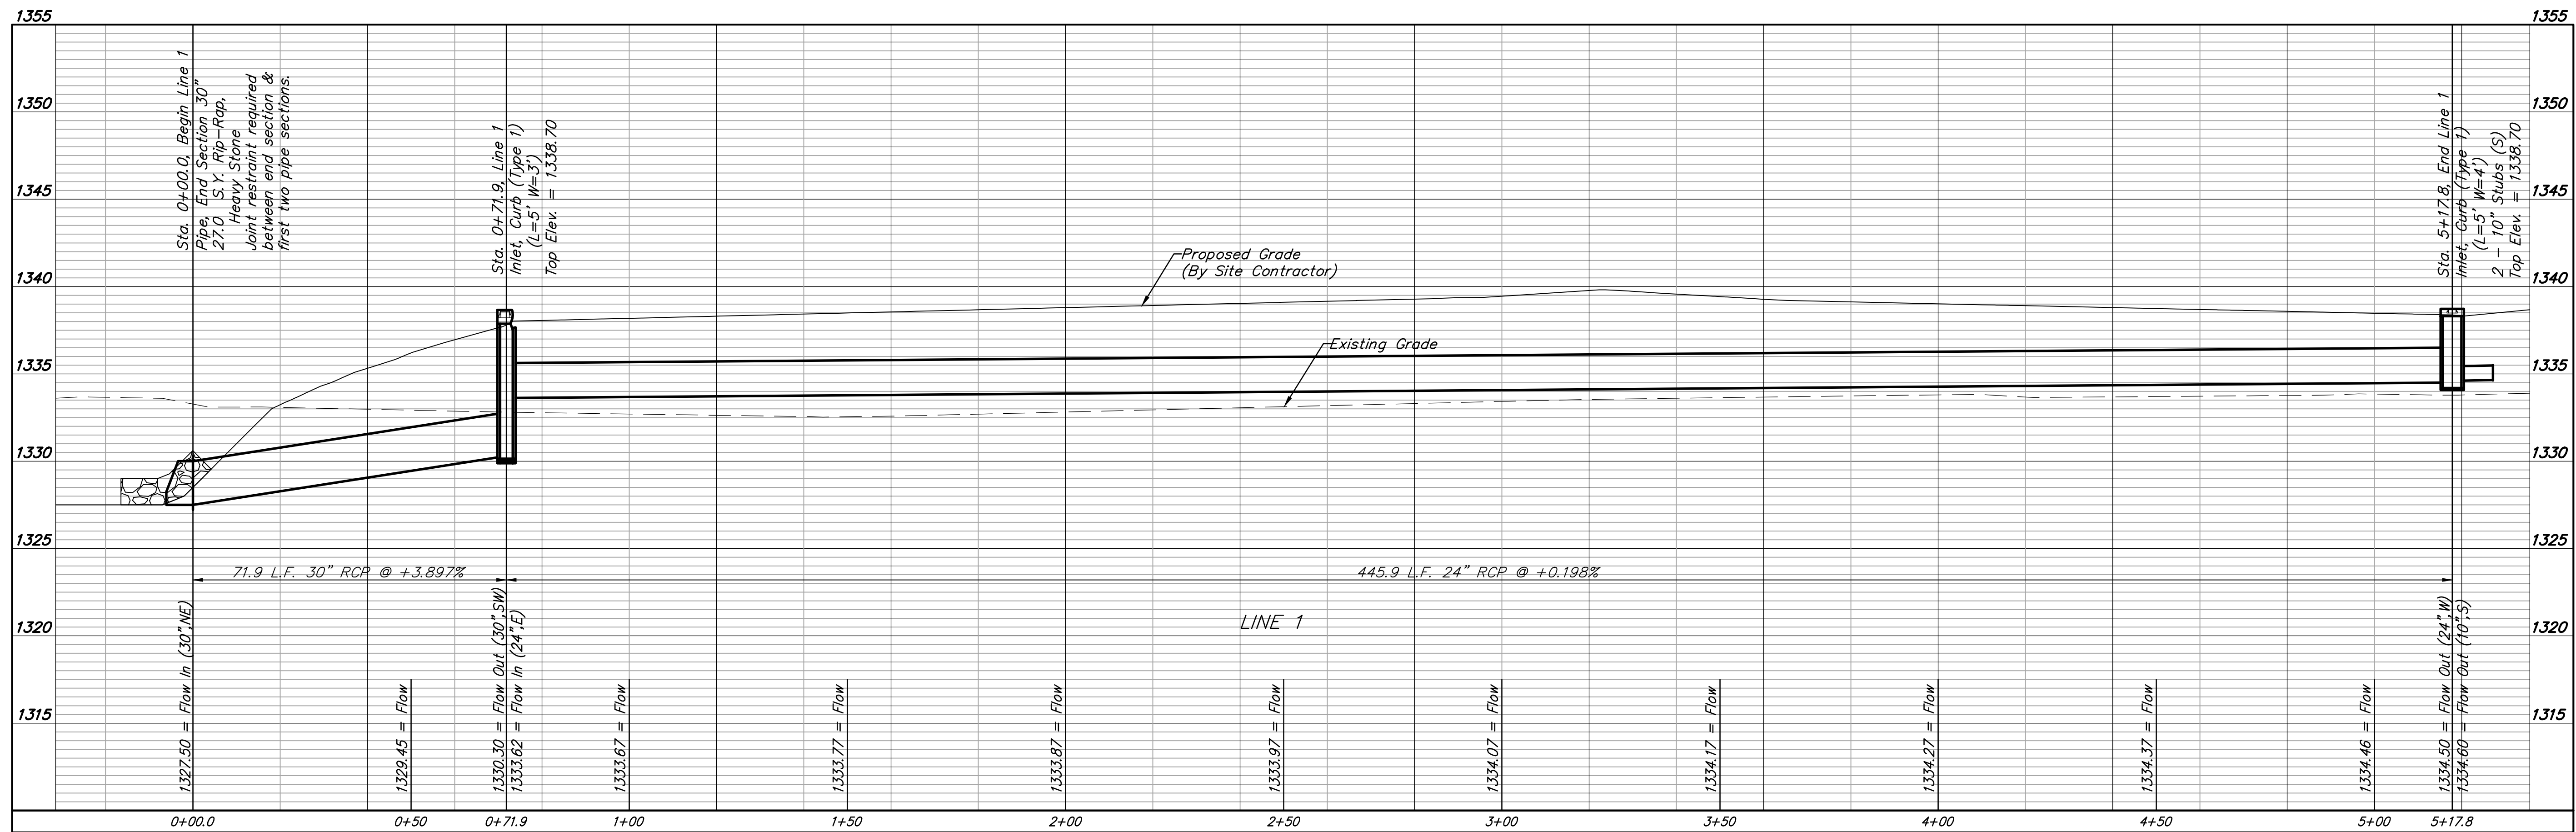 1355
1355
1350
1350
1345
1345
1340
1340
1335
1335
1330
1330
1325
1325
1320
1320
1315
1315
Sta. 0+00.0, Begin Line 1
Pipe, End Section 30"
27.0 S.Y. Rip-Rap,
Heavy Stone
Joint restraint required
between end section &
first two pipe sections.
Sta. 0+71.9, Line 1
Inlet, Curb (Type 1)
(L=5' W=3')
Top Elev. = 1338.70
Proposed Grade
(By Site Contractor)
Existing Grade
Sta. 5+17.8, End Line 1
Inlet, Curb (Type 1)
(L=5' W=4')
2 - 10" Stubs (S)
Top Elev. = 1338.70
71.9 L.F. 30" RCP @ +3.897%
445.9 L.F. 24" RCP @ +0.198%
LINE 1
1327.50 = Flow In (30",NE)
1329.45 = Flow
1330.30 = Flow Out (30",SW)
1333.62 = Flow In (24",E)
1333.67 = Flow
1333.77 = Flow
1333.87 = Flow
1333.97 = Flow
1334.07 = Flow
1334.17 = Flow
1334.27 = Flow
1334.37 = Flow
1334.46 = Flow
1334.50 = Flow Out (24",W)
1334.60 = Flow Out (10",S)
0+00.0
0+50
0+71.9
1+00
1+50
2+00
2+50
3+00
3+50
4+00
4+50
5+00
5+17.8